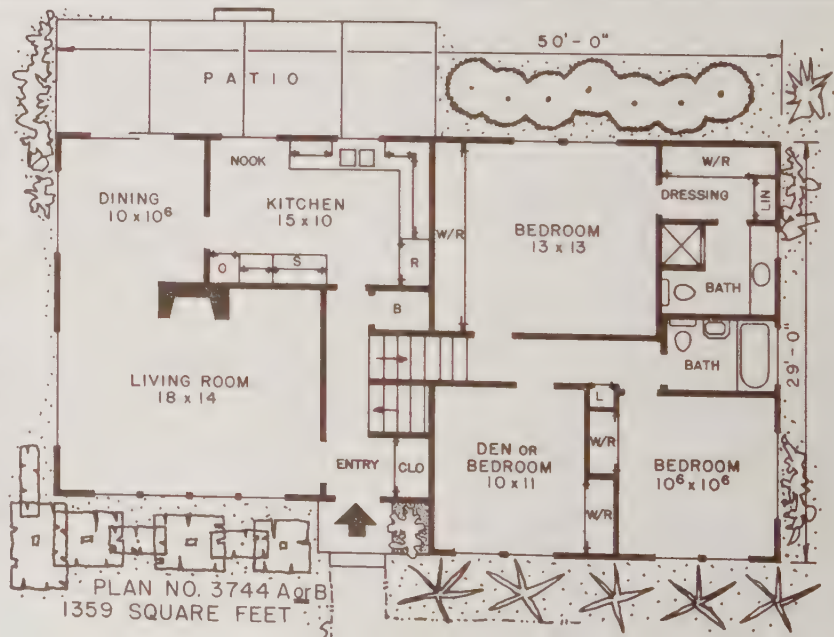 50'-0"
PATIO
NOOK
W/R
DINING
10 x 10⁶
KITCHEN
15 x 10
W/R
BEDROOM
13 x 13
DRESSING
LIN
O
S
R
BATH
B
29'-0"
LIVING ROOM
18 x 14
BATH
L
W/R
ENTRY
CLO
DEN OR
BEDROOM
10 x 11
BEDROOM
10⁶ x 10⁶
W/R
PLAN NO. 3744 A or B
1359 SQUARE FEET